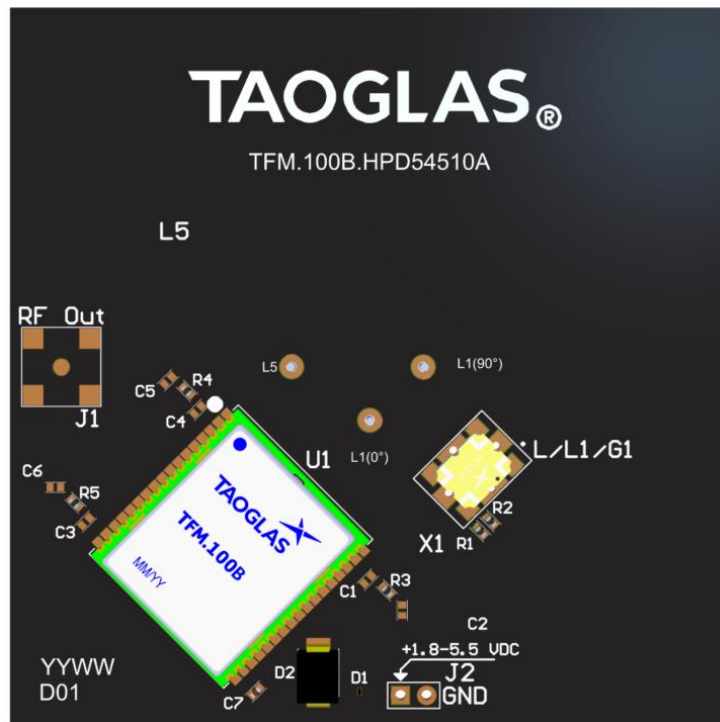 TAOGLAS®
TFM.100B.HPD54510A
L5
RF Out
J1
L5
L1(90°)
L1(0°)
C5
R4
C4
U1
L/L1/G1
X1
R2
R1
C6
R5
C3
TAOGLAS
TFM.100B
MM/YY
C1
R3
C2
+1.8-5.5 VDC
J2
GND
D2
D1
C7
YYWW
D01